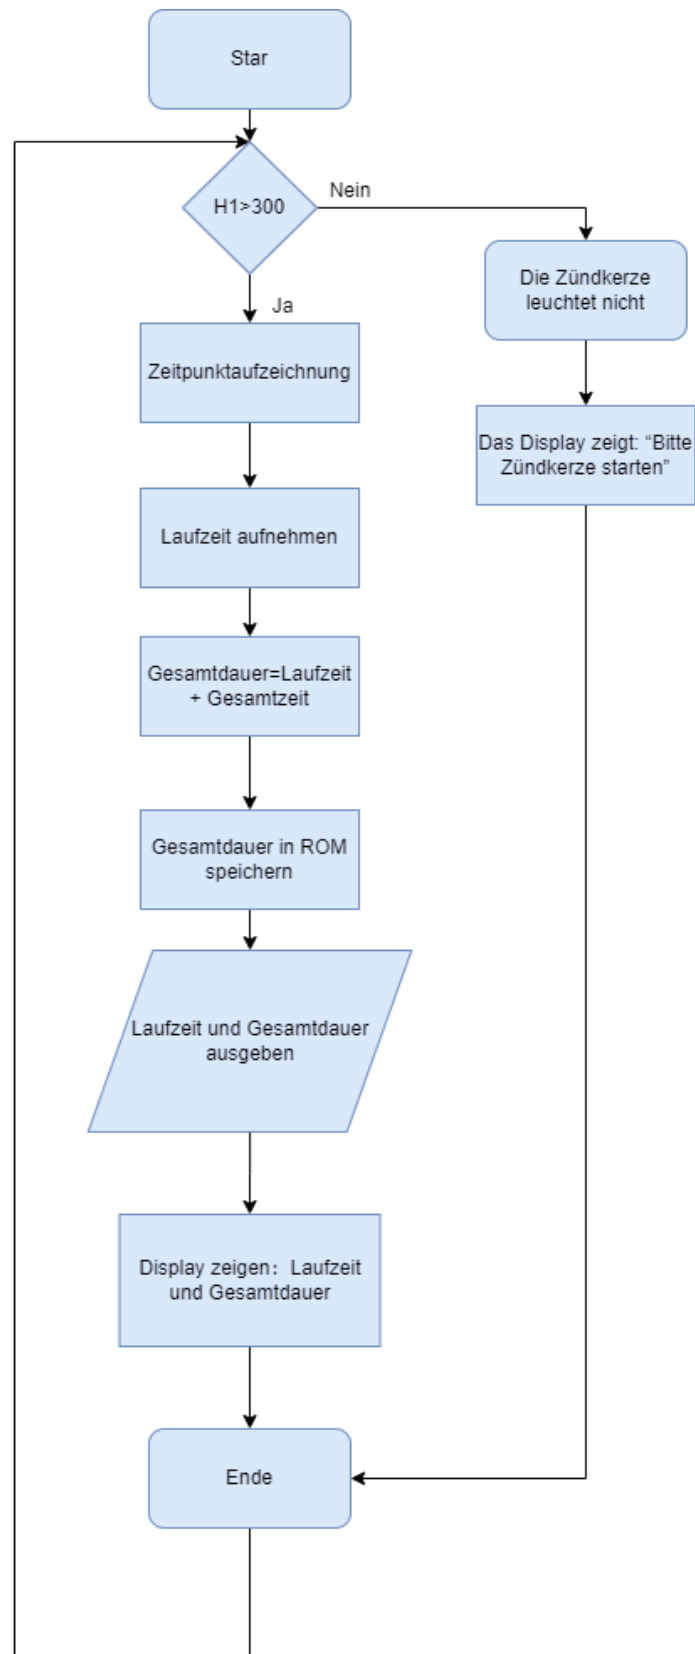 Star
H1>300
Nein
Ja
Die Zündkerze
leuchtet nicht
Zeitpunktaufzeichnung
Das Display zeigt: “Bitte
Zündkerze starten”
Laufzeit aufnehmen
Gesamtdauer=Laufzeit
+ Gesamtzeit
Gesamtdauer in ROM
speichern
Laufzeit und Gesamtdauer
ausgeben
Display zeigen：Laufzeit
und Gesamtdauer
Ende